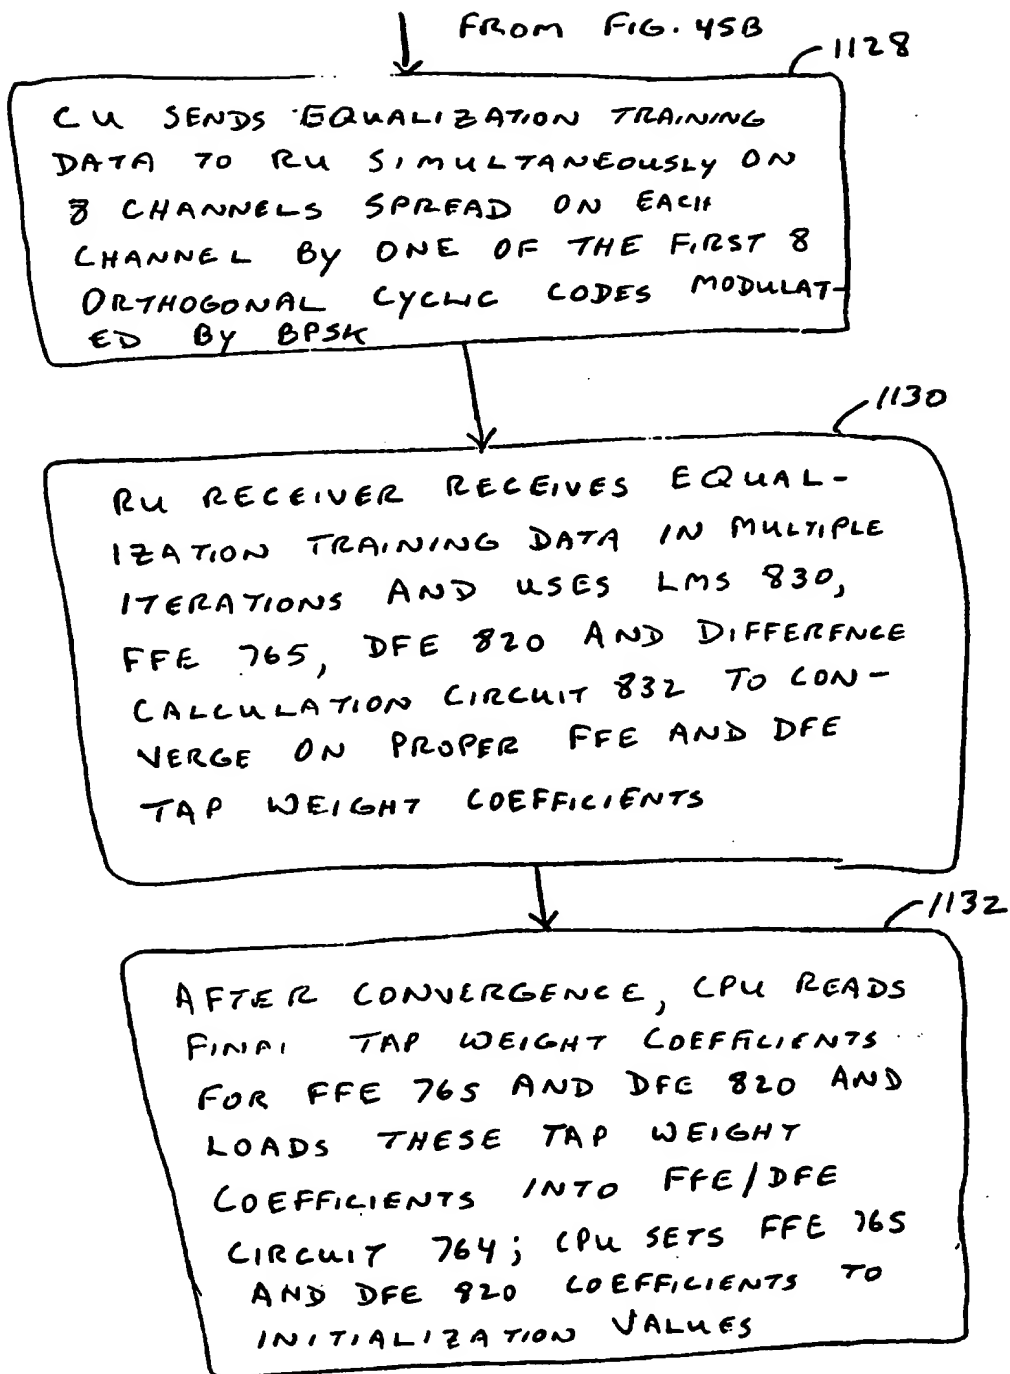 FROM FIG. 45B
1128
CU SENDS EQUALIZATION TRAINING
DATA TO RU SIMULTANEOUSLY ON
8 CHANNELS SPREAD ON EACH
CHANNEL BY ONE OF THE FIRST 8
ORTHOGONAL CYCLIC CODES MODULAT-
ED BY BPSK
1130
RU RECEIVER RECEIVES EQUAL-
IZATION TRAINING DATA IN MULTIPLE
ITERATIONS AND USES LMS 830,
FFE 765, DFE 820 AND DIFFERENCE
CALCULATION CIRCUIT 832 TO CON-
VERGE ON PROPER FFE AND DFE
TAP WEIGHT COEFFICIENTS
1132
AFTER CONVERGENCE, CPU READS
FINAL TAP WEIGHT COEFFICIENTS
FOR FFE 765 AND DFE 820 AND
LOADS THESE TAP WEIGHT
COEFFICIENTS INTO FFE/DFE
CIRCUIT 764; CPU SETS FFE 765
AND DFE 820 COEFFICIENTS TO
INITIALIZATION VALUES